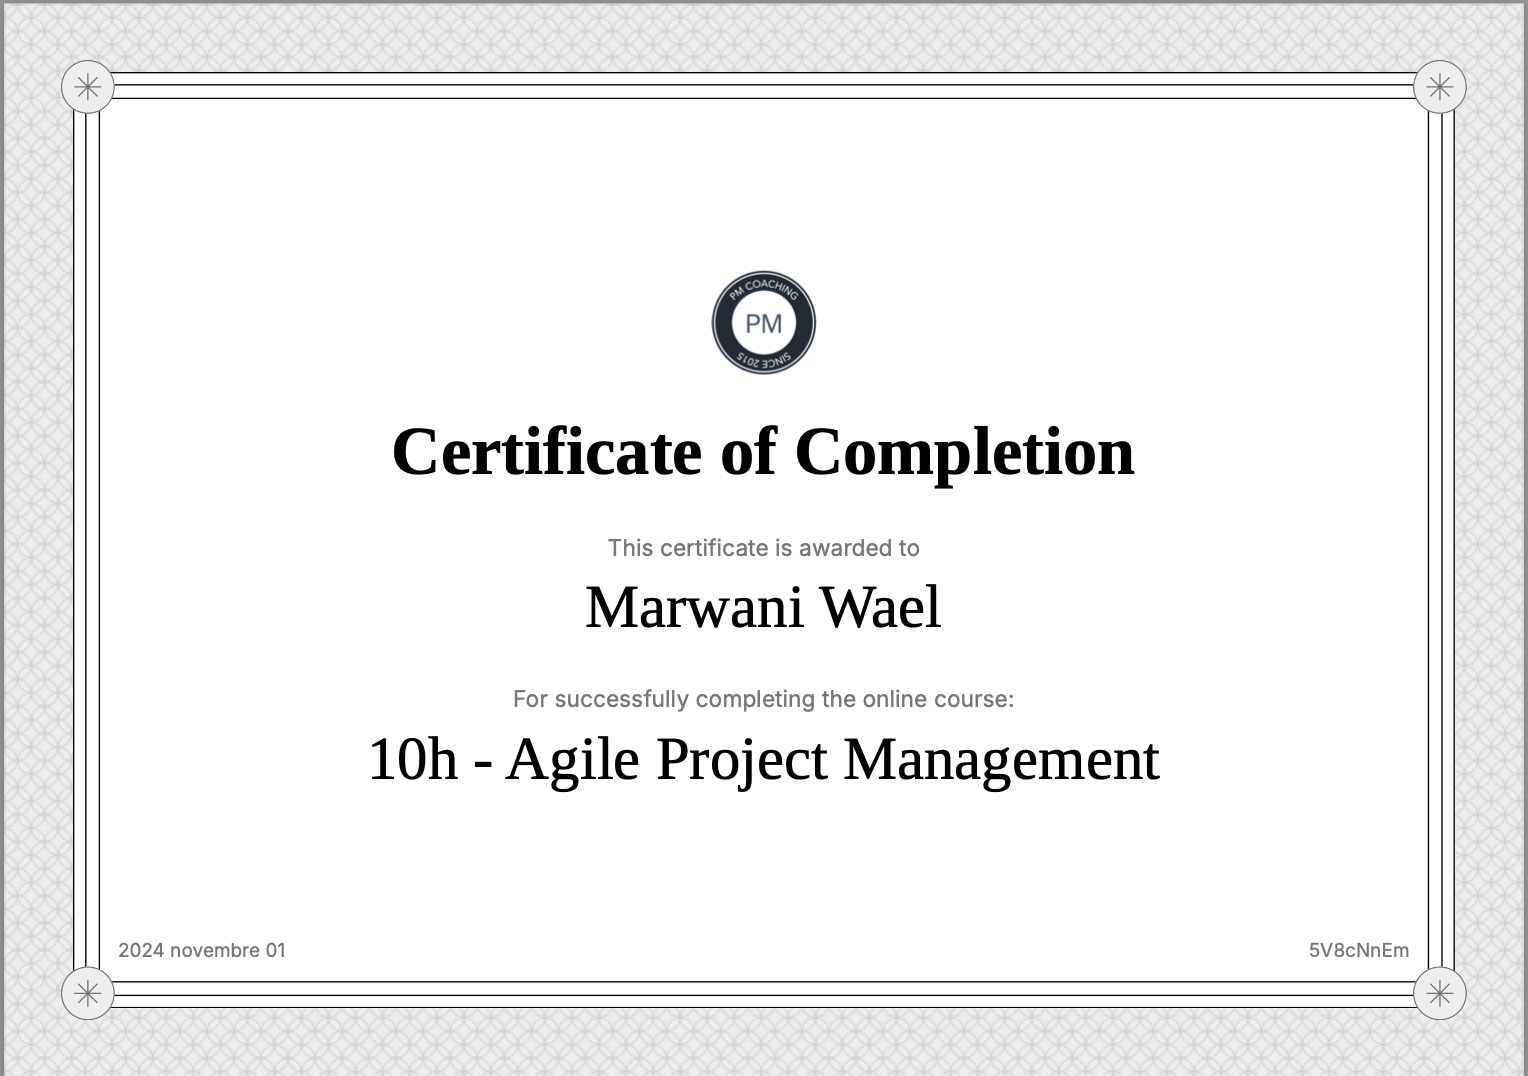 PM COACHING
PM
SINCE 2015
Certificate of Completion
This certificate is awarded to
Marwani Wael
For successfully completing the online course:
10h - Agile Project Management
2024 novembre 01
5V8cNnEm